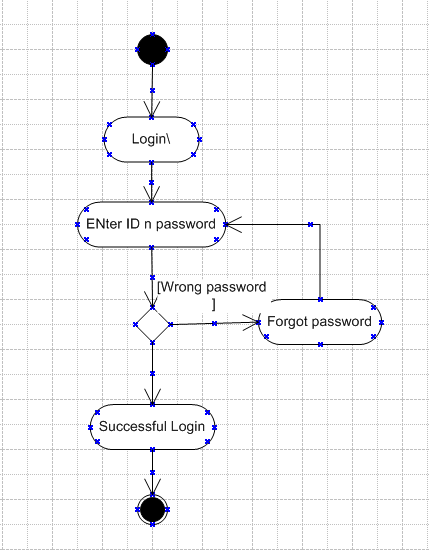 Login\
ENter ID n password
[Wrong password
]
Forgot password
Successful Login